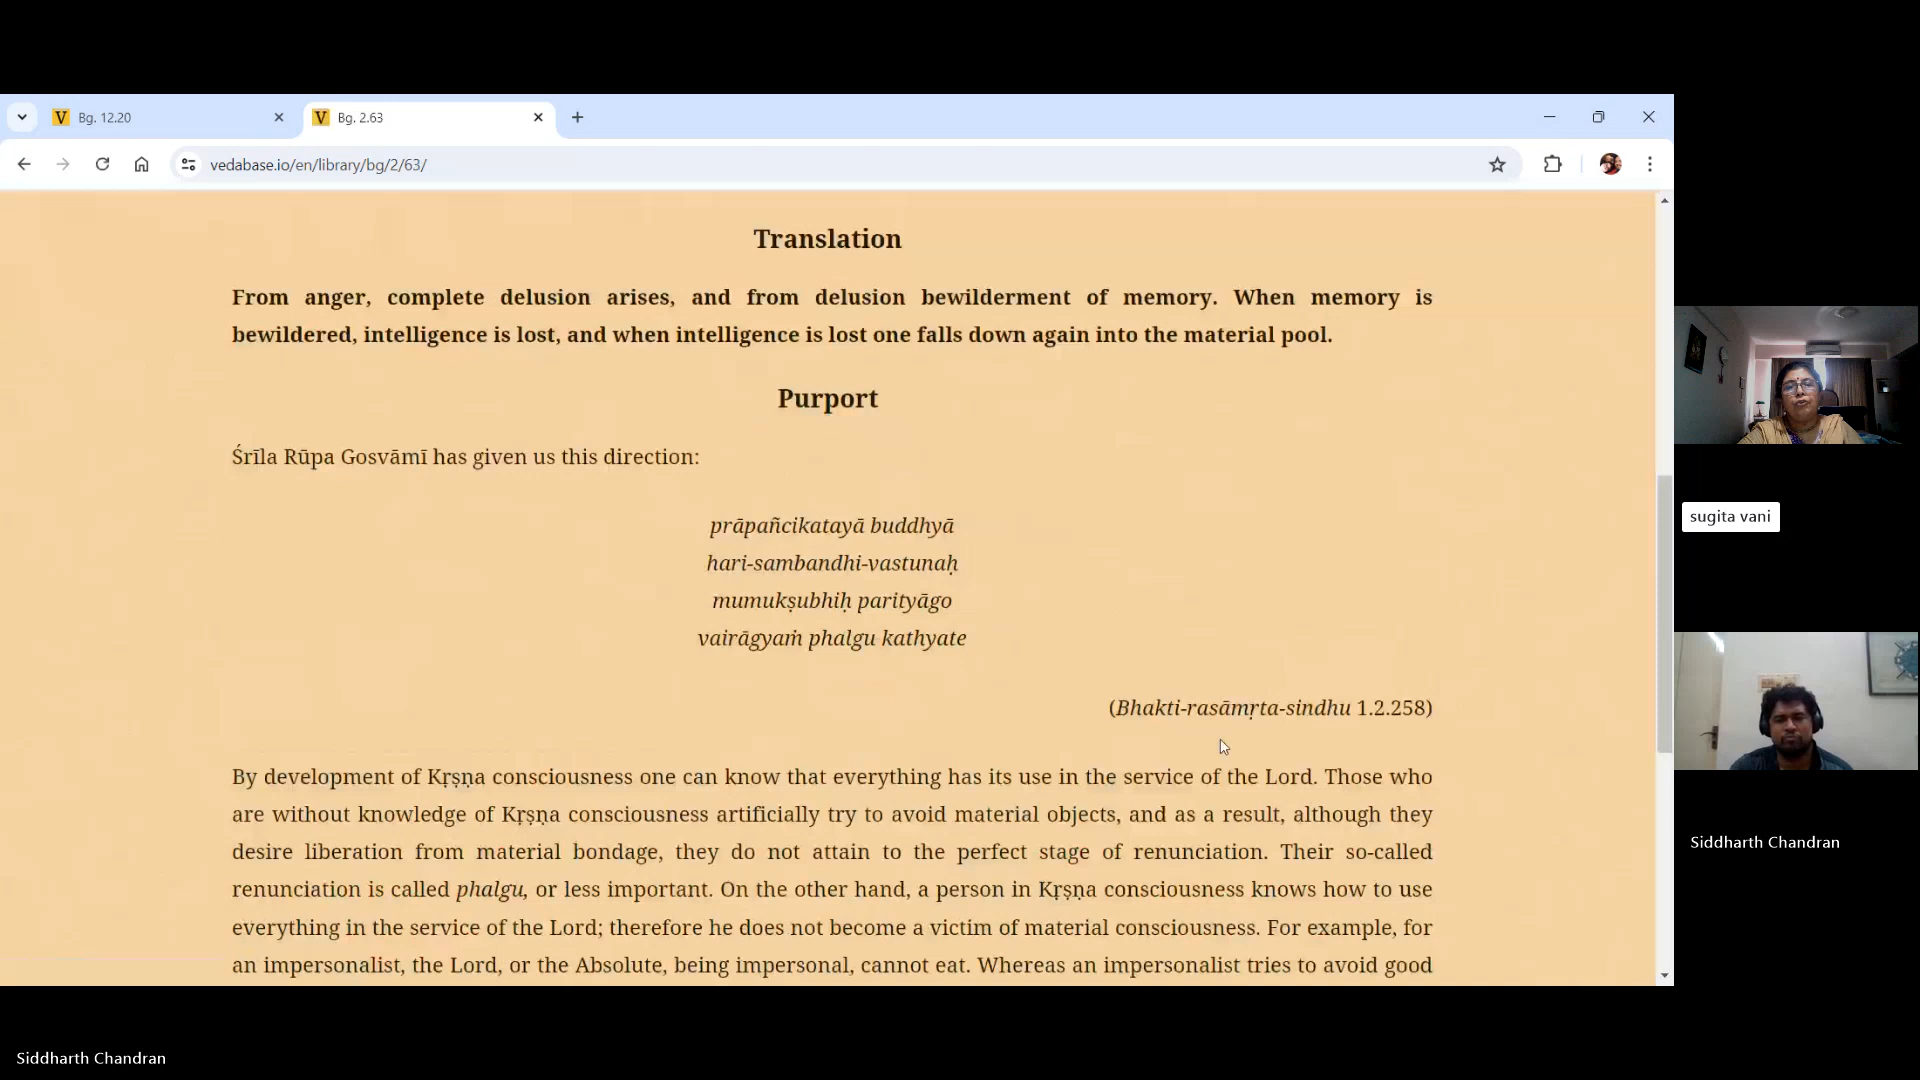 V Bg. 12.20
V Bg. 2.63
vedabase.io/en/library/bg/2/63/
Translation
From anger, complete delusion arises, and from delusion bewilderment of memory. When memory is
bewildered, intelligence is lost, and when intelligence is lost one falls down again into the material pool.
Purport
Śrīla Rūpa Gosvāmī has given us this direction:
prāpañcikatayā buddhyā
hari-sambandhi-vastunaḥ
mumukṣubhiḥ parityāgo
vairāgyaṁ phalgu kathyate
(Bhakti-rasāmṛta-sindhu 1.2.258)
By development of Kṛṣṇa consciousness one can know that everything has its use in the service of the Lord. Those who
are without knowledge of Kṛṣṇa consciousness artificially try to avoid material objects, and as a result, although they
desire liberation from material bondage, they do not attain to the perfect stage of renunciation. Their so-called
renunciation is called phalgu, or less important. On the other hand, a person in Kṛṣṇa consciousness knows how to use
everything in the service of the Lord; therefore he does not become a victim of material consciousness. For example, for
an impersonalist, the Lord, or the Absolute, being impersonal, cannot eat. Whereas an impersonalist tries to avoid good
sugita vani
Siddharth Chandran
Siddharth Chandran